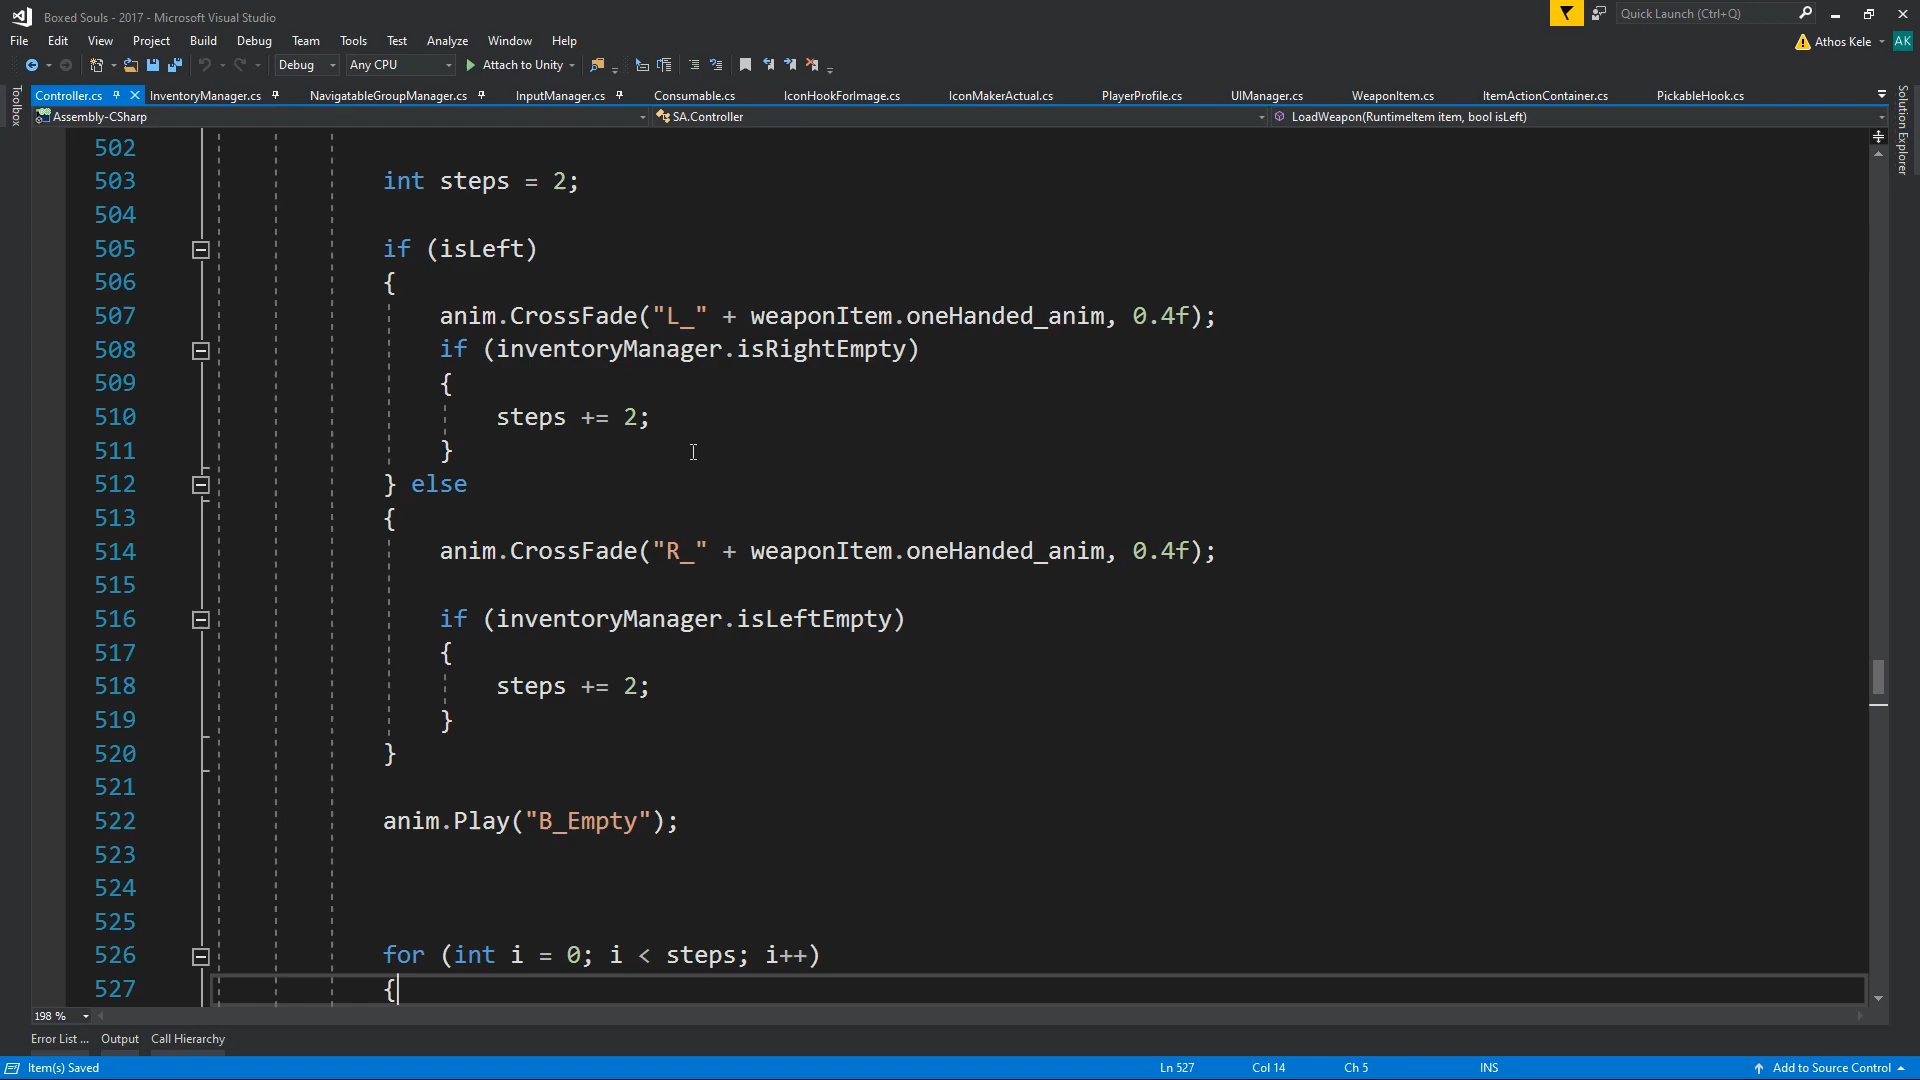 Boxed Souls - 2017 - Microsoft Visual Studio
Quick Launch (Ctrl+Q)
File Edit View Project Build Debug Team Tools Test Analyze Window Help
Athos Kele AK
Debug Any CPU Attach to Unity
Toolbox
Controller.cs InventoryManager.cs NavigatableGroupManager.cs InputManager.cs Consumable.cs IconHookForImage.cs IconMakerActual.cs PlayerProfile.cs UIManager.cs WeaponItem.cs ItemActionContainer.cs PickableHook.cs
Solution Explorer
Assembly-CSharp SA.Controller LoadWeapon(RuntimeItem item, bool isLeft)
502
503 int steps = 2;
504
505 if (isLeft)
506 {
507 anim.CrossFade("L_" + weaponItem.oneHanded_anim, 0.4f);
508 if (inventoryManager.isRightEmpty)
509 {
510 steps += 2;
511 }
512 } else
513 {
514 anim.CrossFade("R_" + weaponItem.oneHanded_anim, 0.4f);
515
516 if (inventoryManager.isLeftEmpty)
517 {
518 steps += 2;
519 }
520 }
521
522 anim.Play("B_Empty");
523
524
525
526 for (int i = 0; i < steps; i++)
527 {
198 %
Error List ... Output Call Hierarchy
Item(s) Saved Ln 527 Col 14 Ch 5 INS Add to Source Control